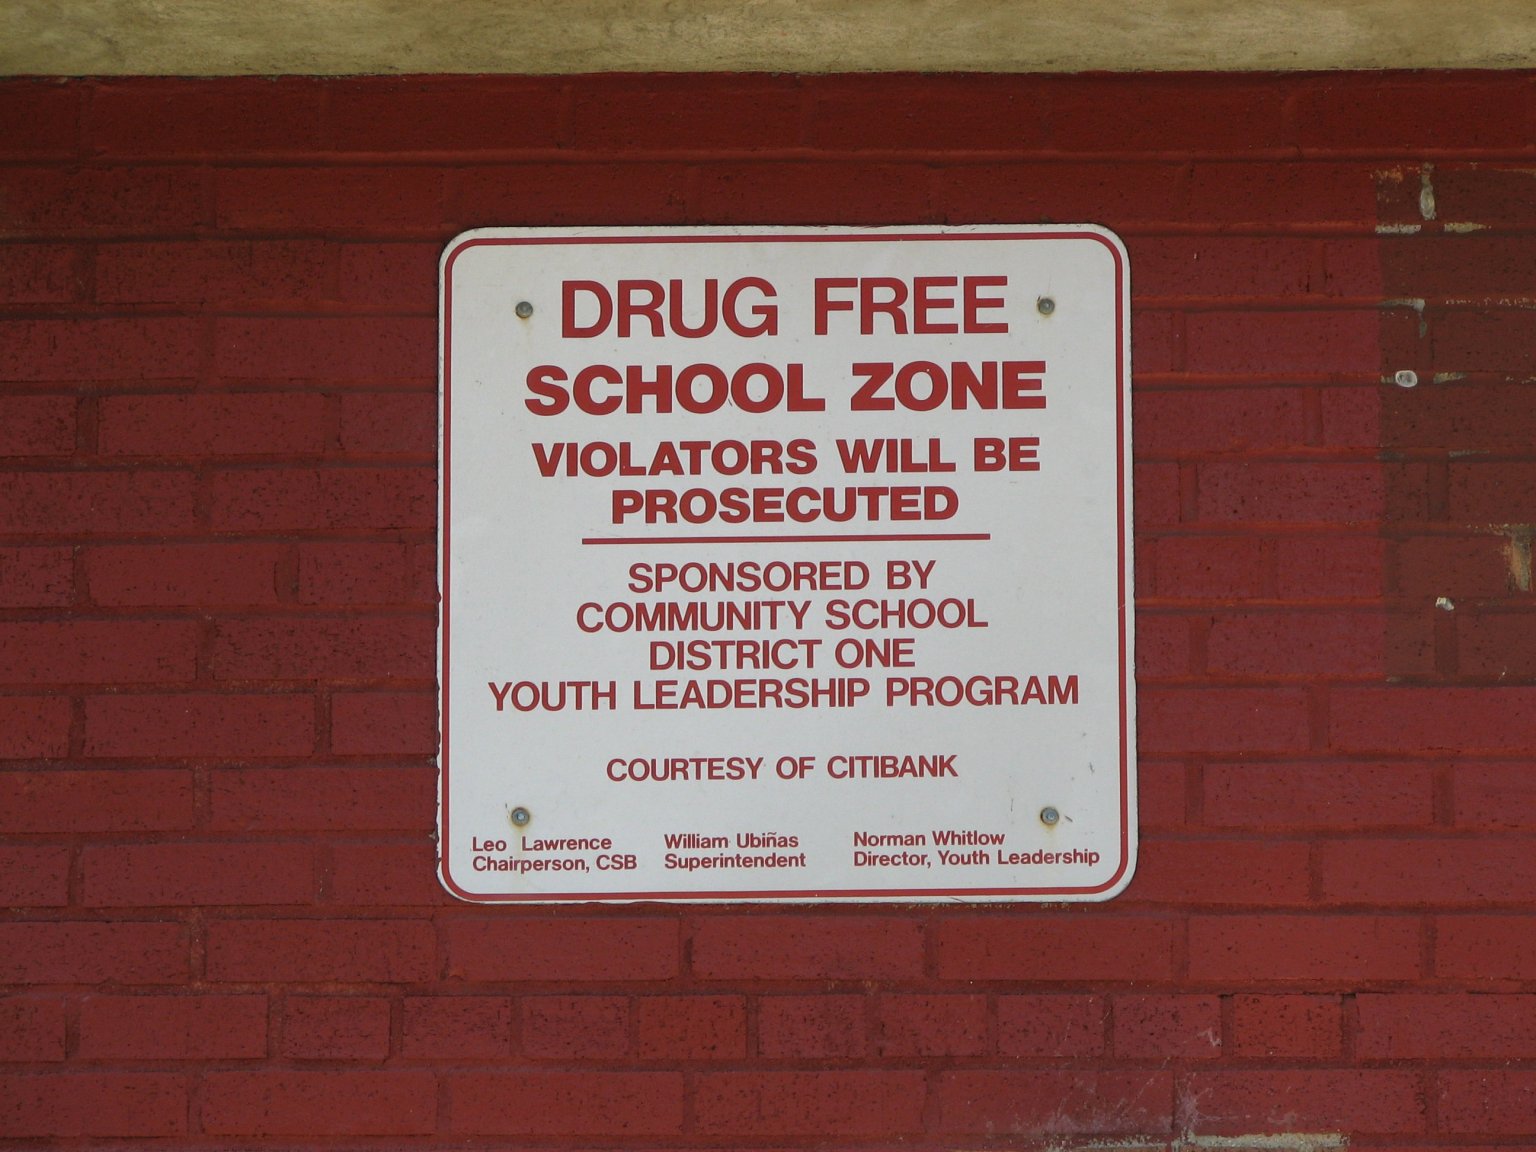 DRUG FREE
SCHOOL ZONE
VIOLATORS WILL BE
PROSECUTED
SPONSORED BY
COMMUNITY SCHOOL
DISTRICT ONE
YOUTH LEADERSHIP PROGRAM
COURTESY OF CITIBANK
Leo Lawrence
Chairperson, CSB
William Ubiñas
Superintendent
Norman Whitlow
Director, Youth Leadership